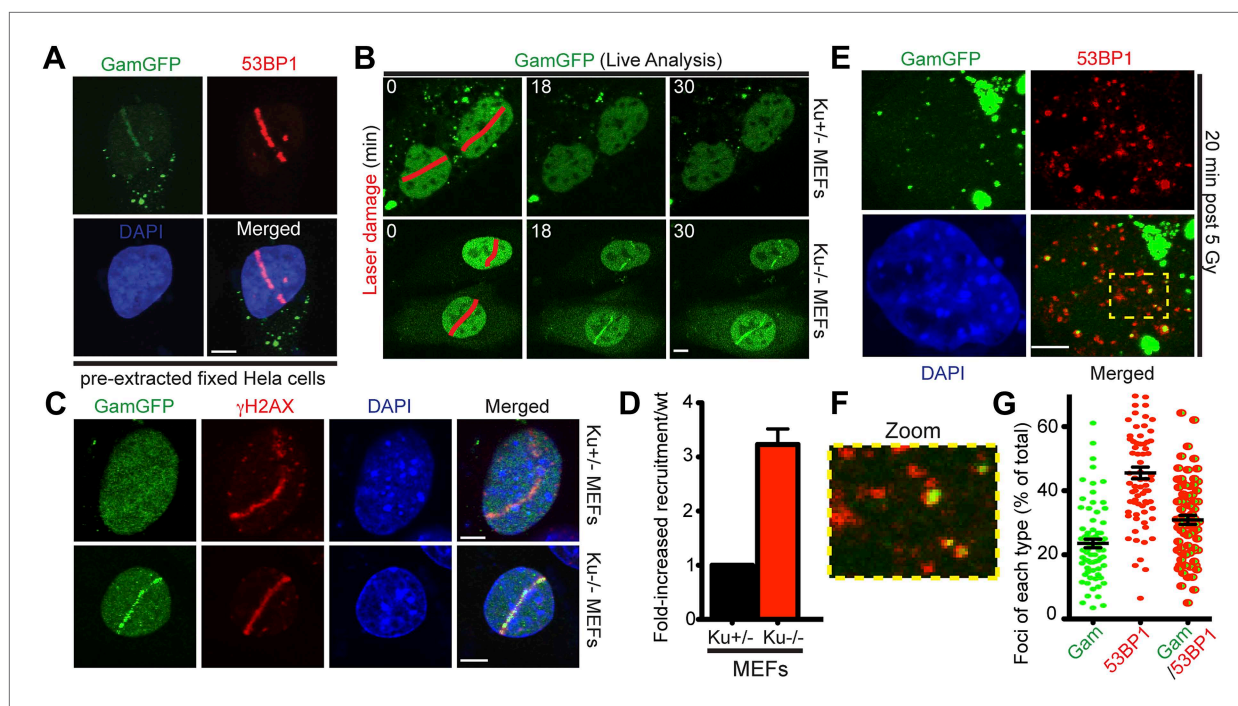 A
GamGFP
53BP1
DAPI
Merged
pre-extracted fixed Hela cells
B
GamGFP (Live Analysis)
Laser damage (min)
0
18
30
Ku+/- MEFs
0
18
30
Ku-/- MEFs
C
GamGFP
γH2AX
DAPI
Merged
Ku+/- MEFs
Ku-/- MEFs
D
Fold-increased recruitment/wt
4
3
2
1
0
Ku+/-
Ku-/-
MEFs
E
GamGFP
53BP1
20 min post 5 Gy
DAPI
Merged
F
Zoom
G
Foci of each type (% of total)
60
40
20
0
Gam
53BP1
Gam
/53BP1